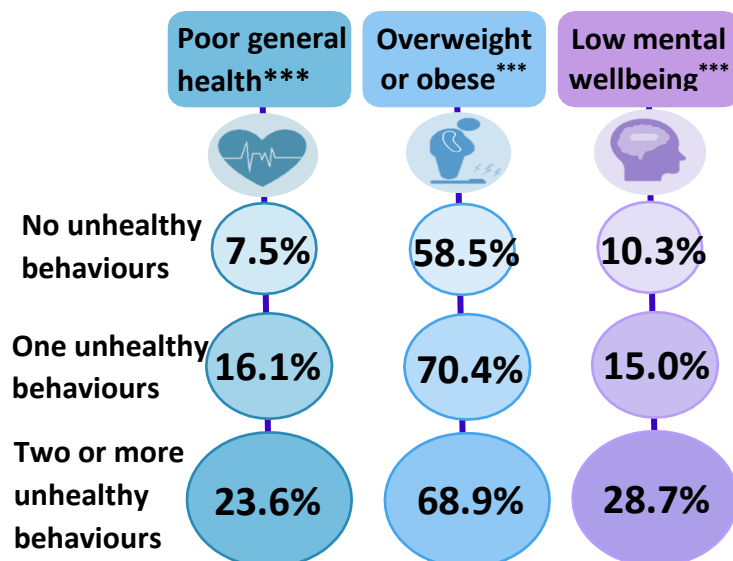 Poor general
health***
Overweight
or obese***
Low mental
wellbeing***
No unhealthy
behaviours
7.5%
58.5%
10.3%
One unhealthy
behaviours
16.1%
70.4%
15.0%
Two or more
unhealthy
behaviours
23.6%
68.9%
28.7%